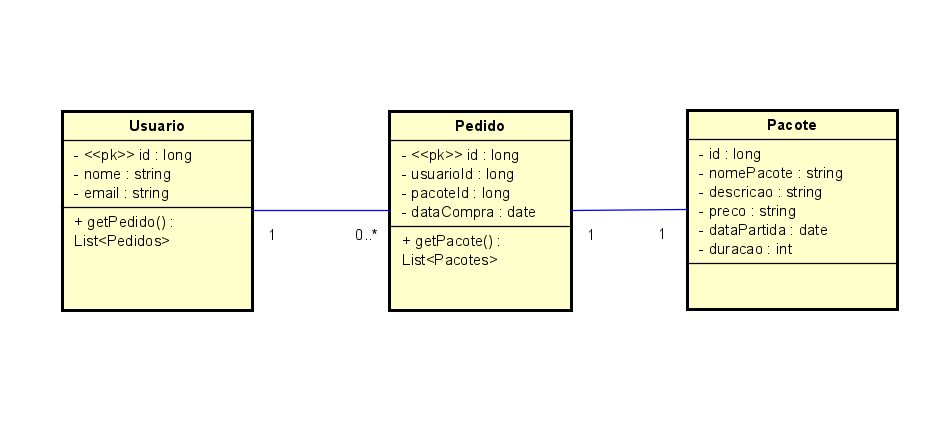 Usuario
- <<pk>> id : long
- nome : string
- email : string
+ getPedido() :
List<Pedidos>
1
0..*
Pedido
- <<pk>> id : long
- usuarioId : long
- pacoteId : long
- dataCompra : date
+ getPacote() :
List<Pacotes>
1
1
Pacote
- id : long
- nomePacote : string
- descricao : string
- preco : string
- dataPartida : date
- duracao : int